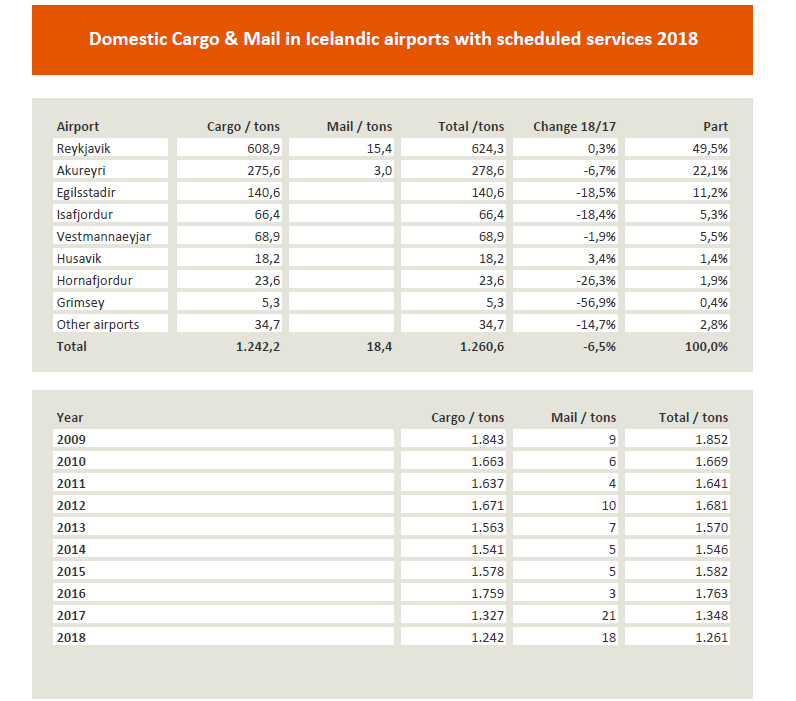 Domestic Cargo & Mail in Icelandic airports with scheduled services 2018
Airport Cargo / tons Mail / tons Total /tons Change 18/17 Part
Reykjavik 608,9 15,4 624,3 0,3% 49,5%
Akureyri 275,6 3,0 278,6 -6,7% 22,1%
Egilsstadir 140,6 140,6 -18,5% 11,2%
Isafjordur 66,4 66,4 -18,4% 5,3%
Vestmannaeyjar 68,9 68,9 -1,9% 5,5%
Husavik 18,2 18,2 3,4% 1,4%
Hornafjordur 23,6 23,6 -26,3% 1,9%
Grimsey 5,3 5,3 -56,9% 0,4%
Other airports 34,7 34,7 -14,7% 2,8%
Total 1.242,2 18,4 1.260,6 -6,5% 100,0%
Year Cargo / tons Mail / tons Total / tons
2009 1.843 9 1.852
2010 1.663 6 1.669
2011 1.637 4 1.641
2012 1.671 10 1.681
2013 1.563 7 1.570
2014 1.541 5 1.546
2015 1.578 5 1.582
2016 1.759 3 1.763
2017 1.327 21 1.348
2018 1.242 18 1.261